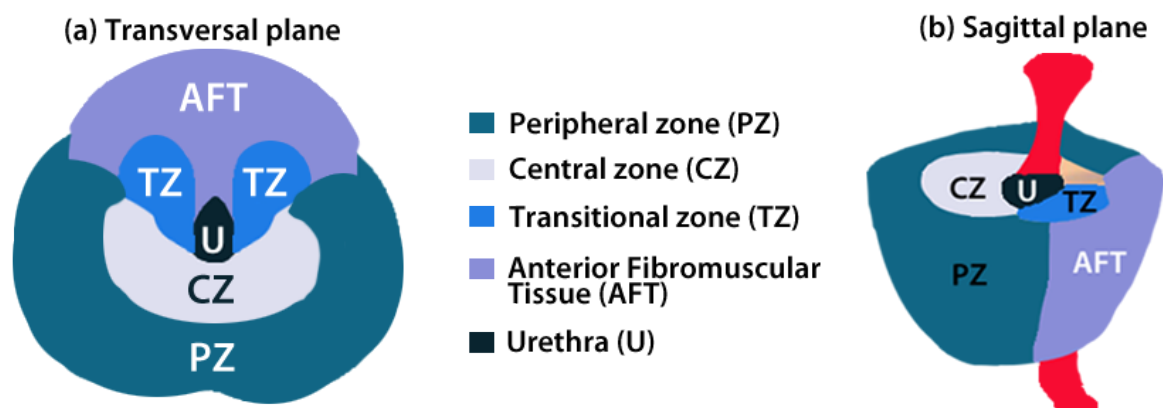 (a) Transversal plane
AFT
TZ TZ
U
CZ
PZ
Peripheral zone (PZ)
Central zone (CZ)
Transitional zone (TZ)
Anterior Fibromuscular
Tissue (AFT)
Urethra (U)
(b) Sagittal plane
CZ U TZ
PZ AFT